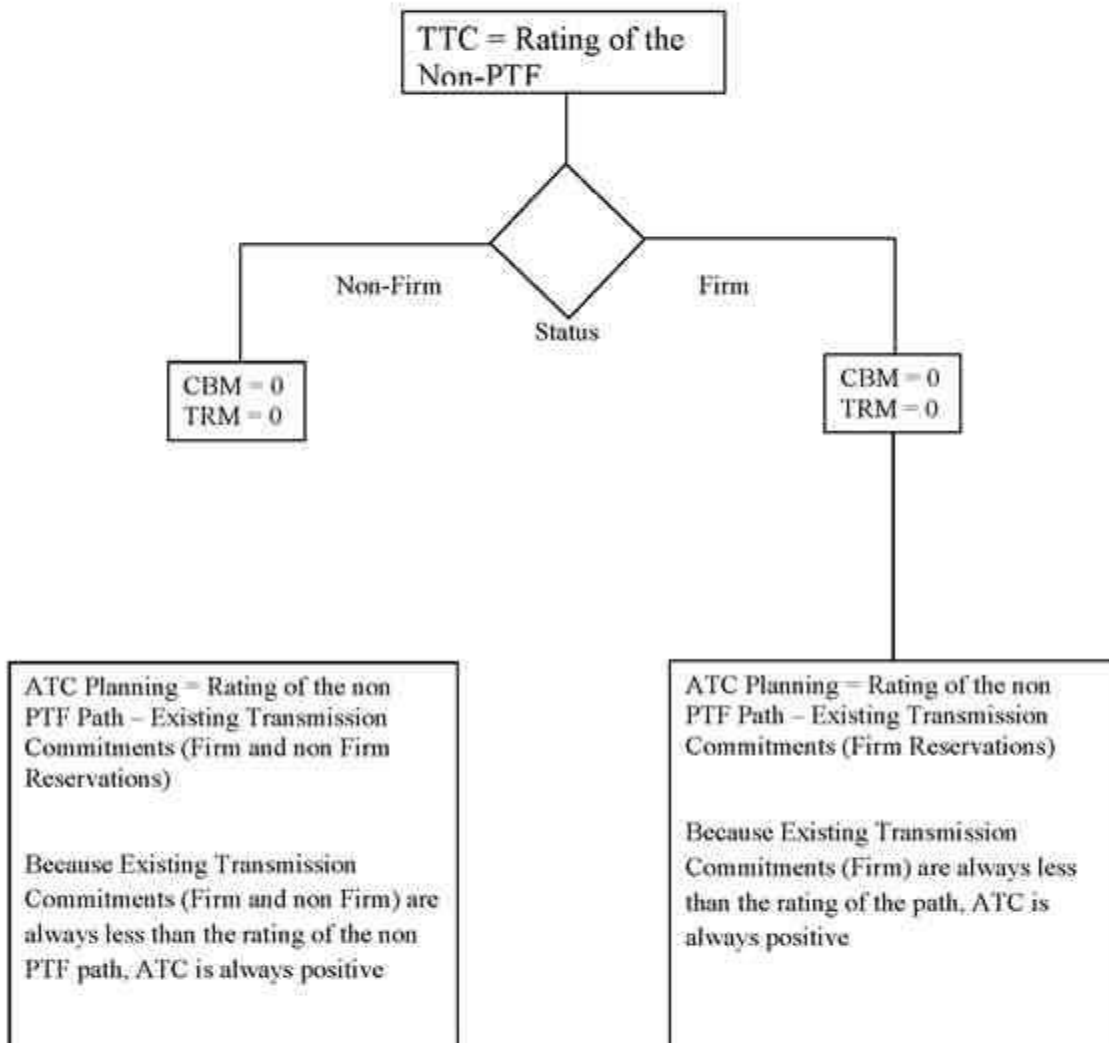 TTC = Rating of the
Non-PTF
Non-Firm
Firm
Status
CBM = 0
TRM = 0
CBM = 0
TRM = 0
ATC Planning = Rating of the non
PTF Path – Existing Transmission
Commitments (Firm and non Firm
Reservations)
Because Existing Transmission
Commitments (Firm and non Firm) are
always less than the rating of the non
PTF path, ATC is always positive
ATC Planning = Rating of the non
PTF Path – Existing Transmission
Commitments (Firm Reservations)
Because Existing Transmission
Commitments (Firm) are always less
than the rating of the path, ATC is
always positive